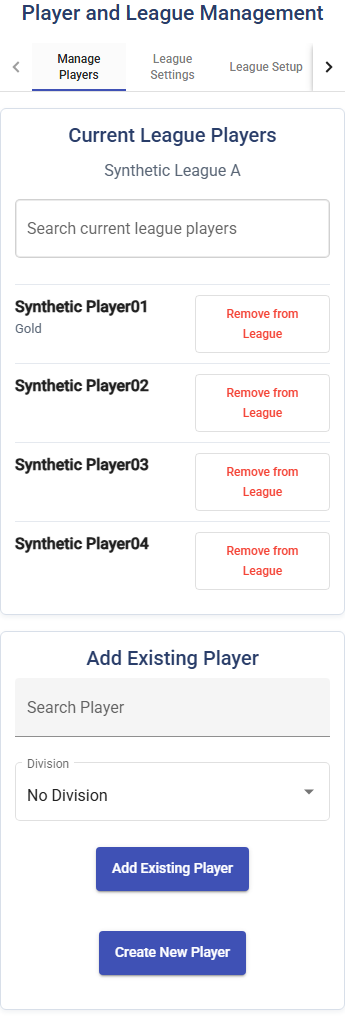 Player and League Management
Manage
Players
League
Settings
League Setup
Current League Players
Synthetic League A
Search current league players
Synthetic Player01
Gold
Remove from
League
Synthetic Player02
Remove from
League
Synthetic Player03
Remove from
League
Synthetic Player04
Remove from
League
Add Existing Player
Search Player
Division
No Division
Add Existing Player
Create New Player